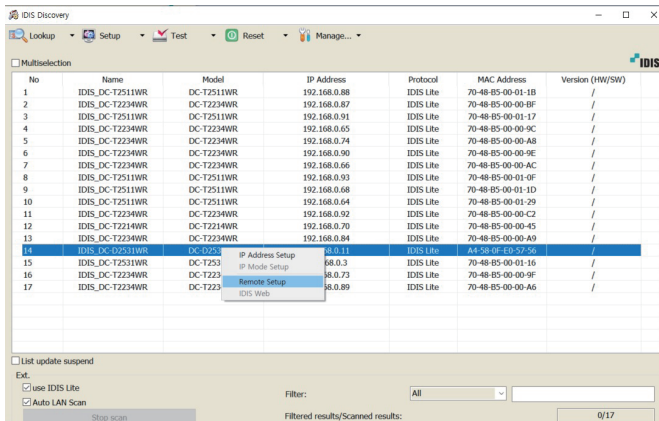 IDIS Discovery
Lookup Setup Test Reset Manage...
Multiselection
IDIS
No Name Model IP Address Protocol MAC Address Version (HW/SW)
1 IDIS_DC-T2511WR DC-T2511WR 192.168.0.88 IDIS Lite 70-48-B5-00-01-1B /
2 IDIS_DC-T2234WR DC-T2234WR 192.168.0.87 IDIS Lite 70-48-B5-00-00-BF /
3 IDIS_DC-T2511WR DC-T2511WR 192.168.0.91 IDIS Lite 70-48-B5-00-01-17 /
4 IDIS_DC-T2234WR DC-T2234WR 192.168.0.65 IDIS Lite 70-48-B5-00-00-9C /
5 IDIS_DC-T2234WR DC-T2234WR 192.168.0.74 IDIS Lite 70-48-B5-00-00-A8 /
6 IDIS_DC-T2234WR DC-T2234WR 192.168.0.90 IDIS Lite 70-48-B5-00-00-9E /
7 IDIS_DC-T2234WR DC-T2234WR 192.168.0.66 IDIS Lite 70-48-B5-00-00-AC /
8 IDIS_DC-T2511WR DC-T2511WR 192.168.0.93 IDIS Lite 70-48-B5-00-01-0F /
9 IDIS_DC-T2511WR DC-T2511WR 192.168.0.68 IDIS Lite 70-48-B5-00-01-1D /
10 IDIS_DC-T2511WR DC-T2511WR 192.168.0.64 IDIS Lite 70-48-B5-00-01-29 /
11 IDIS_DC-T2234WR DC-T2234WR 192.168.0.92 IDIS Lite 70-48-B5-00-00-C2 /
12 IDIS_DC-T2214WR DC-T2214WR 192.168.0.70 IDIS Lite 70-48-B5-00-00-45 /
13 IDIS_DC-T2234WR DC-T2234WR 192.168.0.84 IDIS Lite 70-48-B5-00-00-A9 /
14 IDIS_DC-D2531WR DC-D253 68.0.11 IDIS Lite A4-58-0F-E0-57-56 /
15 IDIS_DC-T2531WR DC-T253 68.0.3 IDIS Lite 70-48-B5-00-01-16 /
16 IDIS_DC-T2234WR DC-T223 68.0.73 IDIS Lite 70-48-B5-00-00-9F /
17 IDIS_DC-T2234WR DC-T223 68.0.89 IDIS Lite 70-48-B5-00-00-A6 /
IP Address Setup
IP Mode Setup
Remote Setup
IDIS Web
List update suspend
Ext.
use IDIS Lite
Auto LAN Scan
Filter: All
Stop scan
Filtered results/Scanned results: 0/17